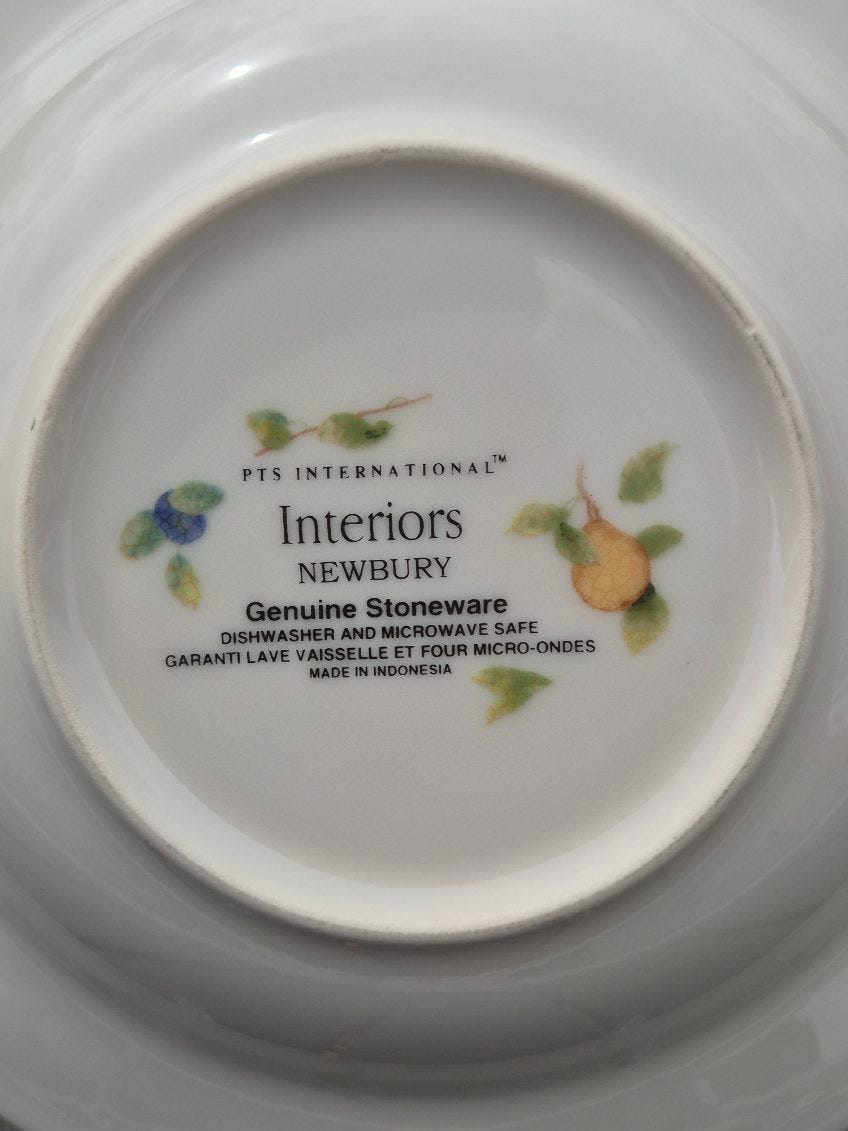 PTS INTERNATIONAL™
Interiors
NEWBURY
Genuine Stoneware
DISHWASHER AND MICROWAVE SAFE
GARANTI LAVE VAISSELLE ET FOUR MICRO-ONDES
MADE IN INDONESIA